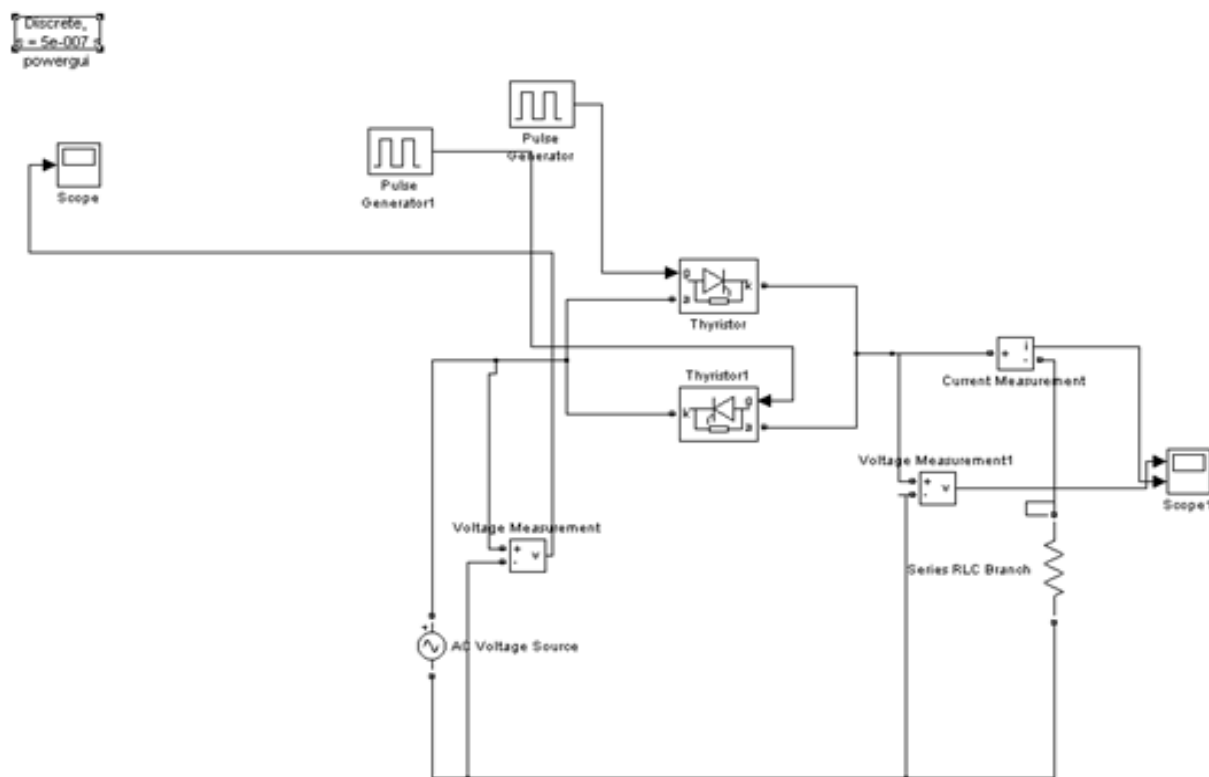 Discrete,
s = 5e-007 s
powergui
Pulse
Generator
Pulse
Generator1
Scope
g
k
a
Thyristor
Thyristor1
k
g
a
i
+
-
Current Measurement
Voltage Measurement1
+
v
-
Scope1
Voltage Measurement
+
v
-
Series RLC Branch
+
AC Voltage Source